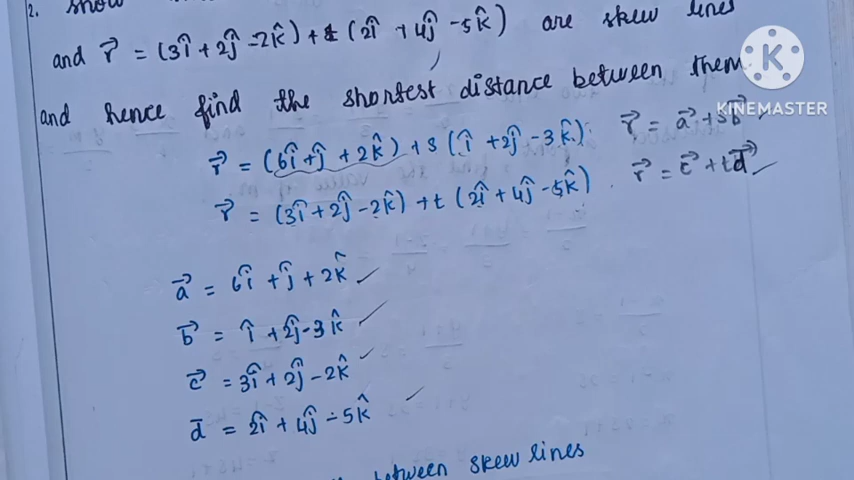 2. Show
and r⃗ = (3î + 2ĵ - 2k̂) + t (2î + 4ĵ - 5k̂) are skew lines
and hence find the shortest distance between them
KINEMASTER
r⃗ = (6î + ĵ + 2k̂) + s (î + 2ĵ - 3k̂) r⃗ = a⃗ + sb⃗
r⃗ = (3î + 2ĵ - 2k̂) + t (2î + 4ĵ - 5k̂) r⃗ = c⃗ + td⃗
a⃗ = 6î + ĵ + 2k̂
b⃗ = î + 2ĵ - 3k̂
c⃗ = 3î + 2ĵ - 2k̂
d⃗ = 2î + 4ĵ - 5k̂
between skew lines